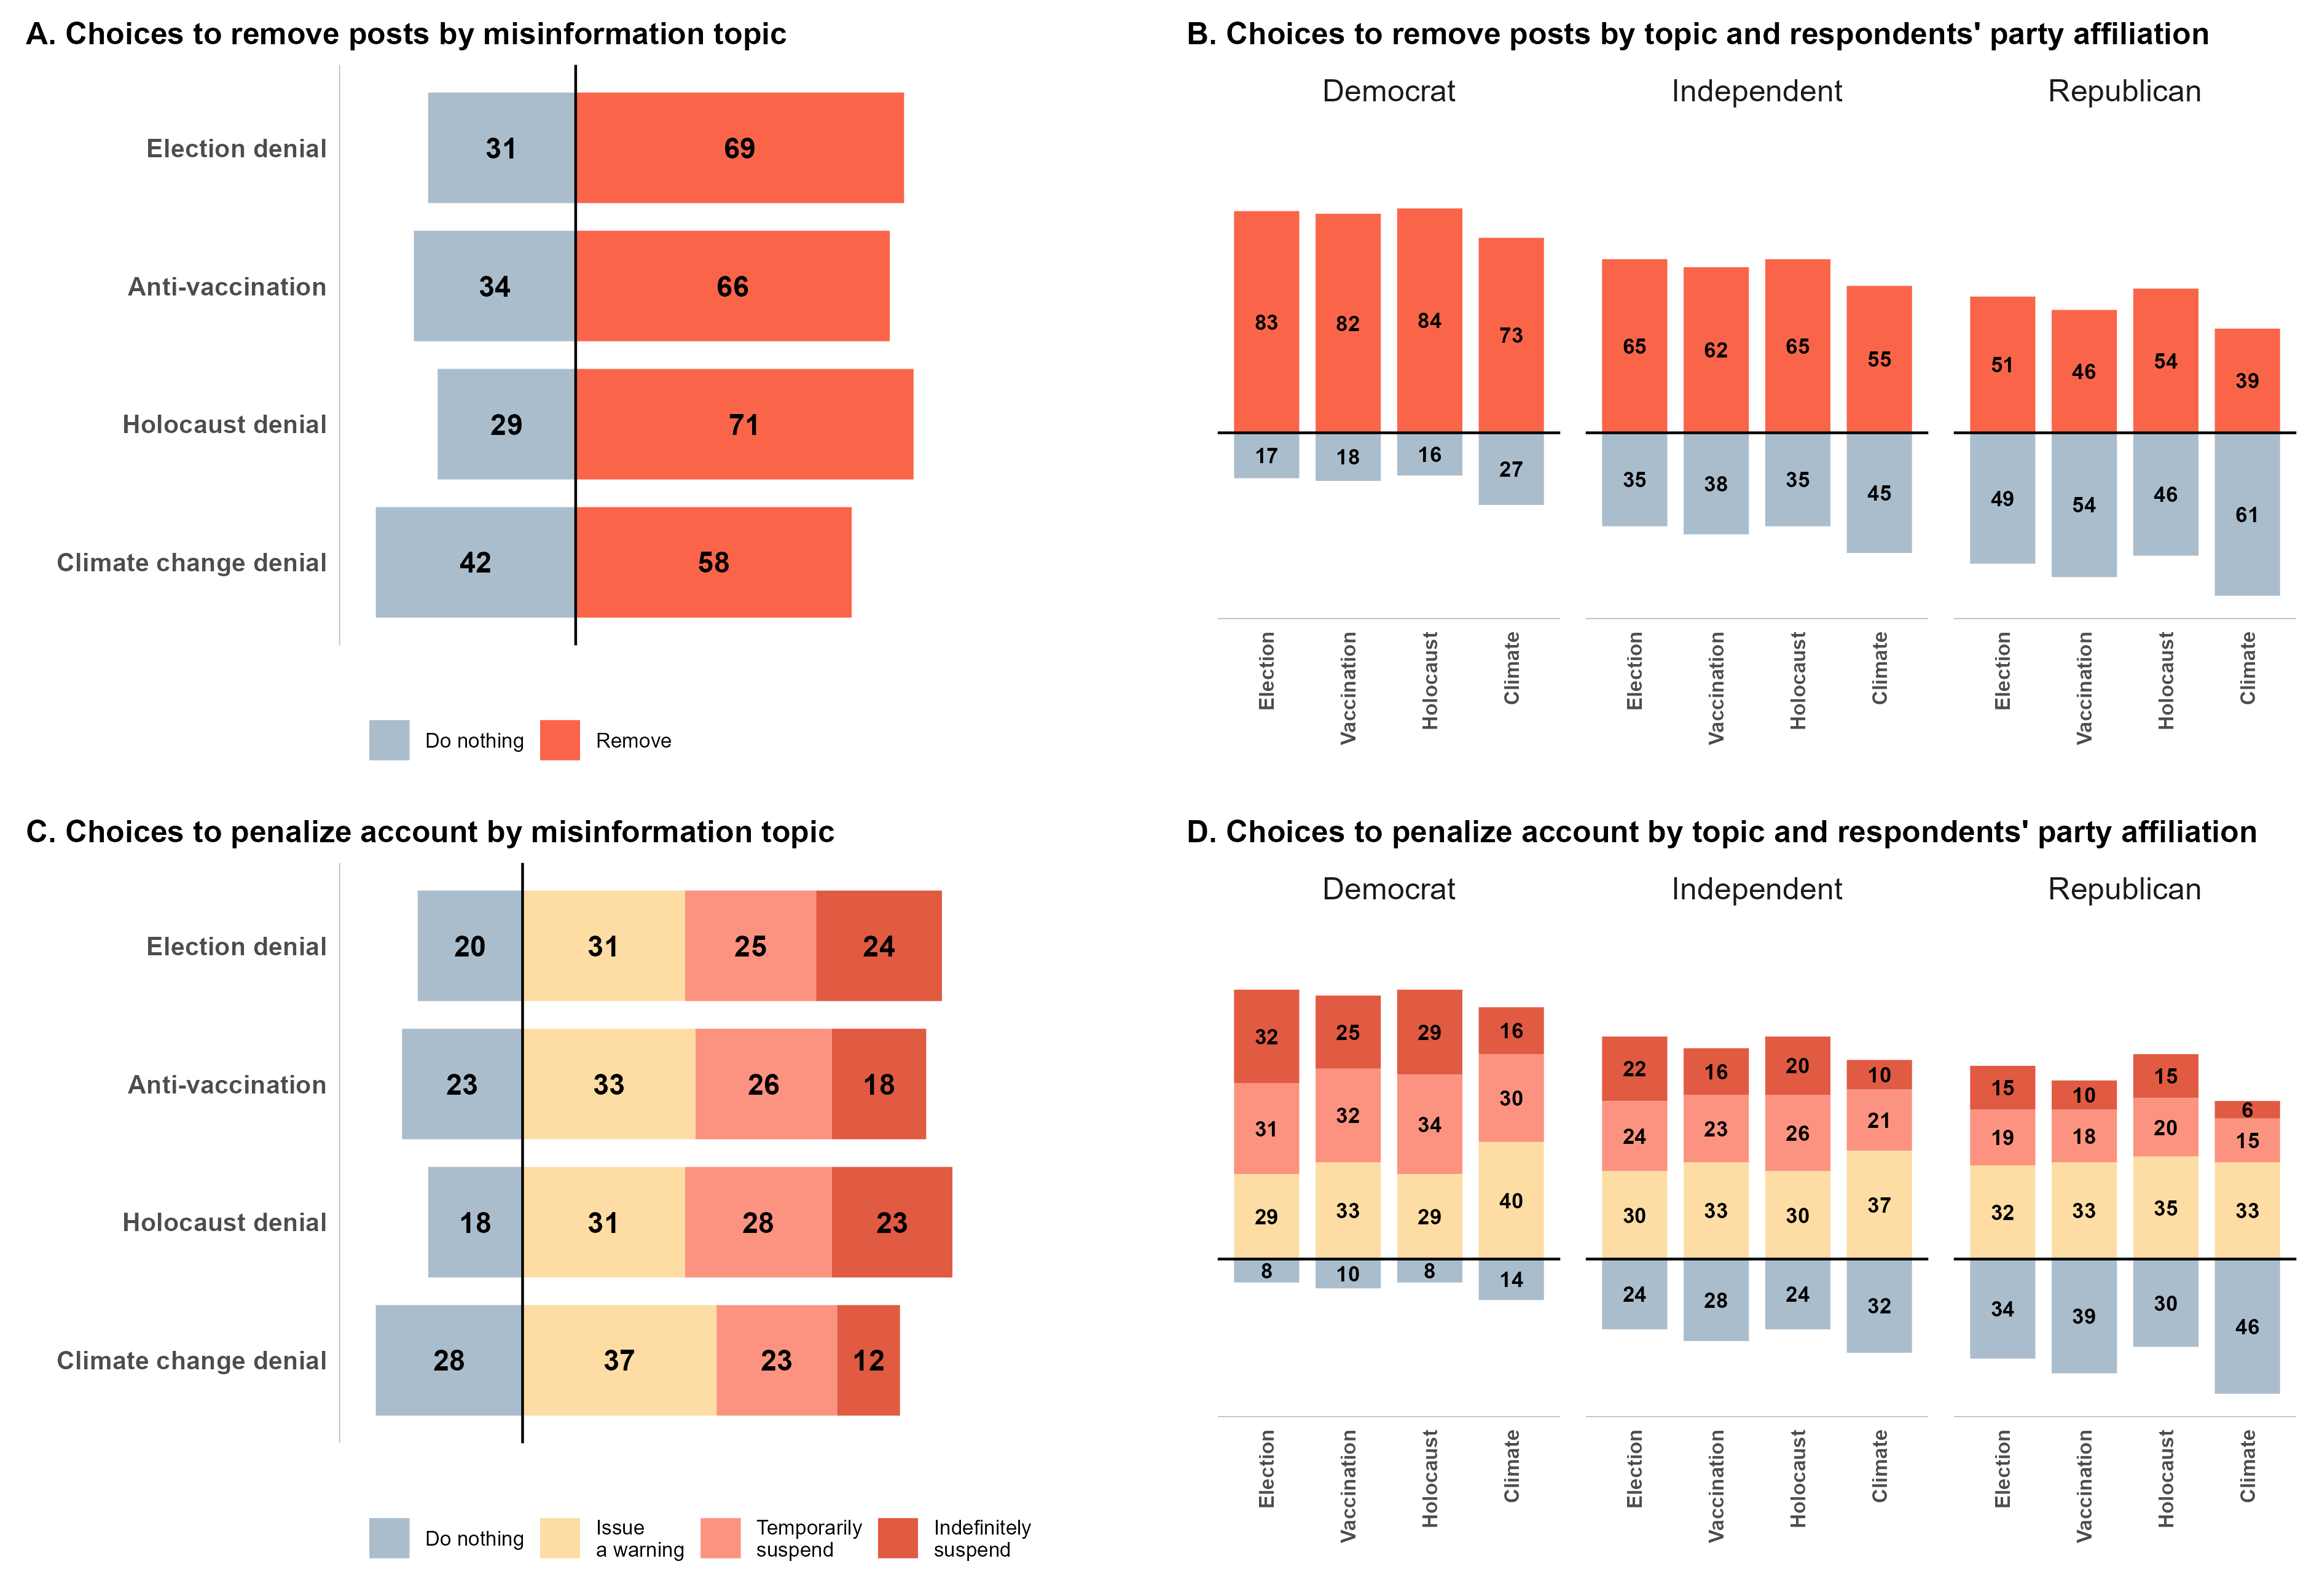 A. Choices to remove posts by misinformation topic
Election denial
31
69
Anti-vaccination
34
66
Holocaust denial
29
71
Climate change denial
42
58
Do nothing
Remove
B. Choices to remove posts by topic and respondents' party affiliation
Democrat
Independent
Republican
83
82
84
73
17
18
16
27
65
62
65
55
35
38
35
45
51
46
54
39
49
54
46
61
Election
Vaccination
Holocaust
Climate
Election
Vaccination
Holocaust
Climate
Election
Vaccination
Holocaust
Climate
C. Choices to penalize account by misinformation topic
Election denial
20
31
25
24
Anti-vaccination
23
33
26
18
Holocaust denial
18
31
28
23
Climate change denial
28
37
23
12
Do nothing
Issue
a warning
Temporarily
suspend
Indefinitely
suspend
D. Choices to penalize account by topic and respondents' party affiliation
Democrat
Independent
Republican
32
25
29
16
31
32
34
30
29
33
29
40
8
10
8
14
22
16
20
10
24
23
26
21
30
33
30
37
24
28
24
32
15
10
15
6
19
18
20
15
32
33
35
33
34
39
30
46
Election
Vaccination
Holocaust
Climate
Election
Vaccination
Holocaust
Climate
Election
Vaccination
Holocaust
Climate